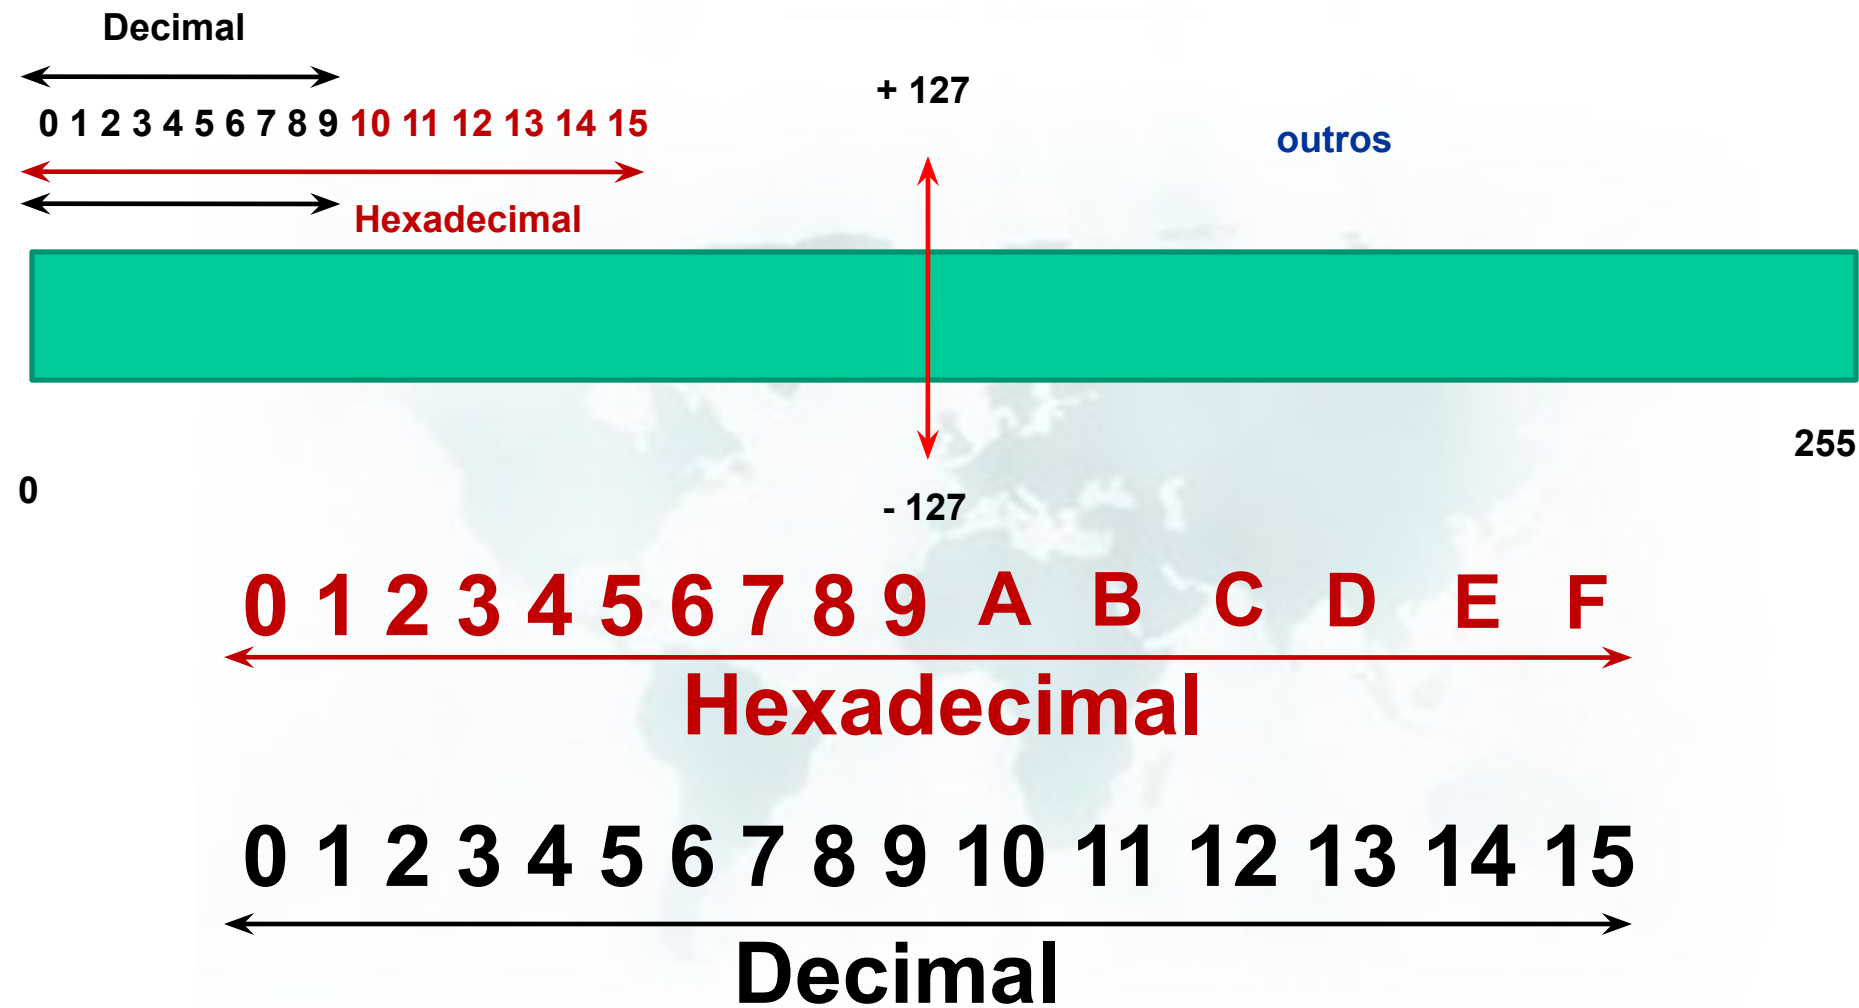 Decimal
0 1 2 3 4 5 6 7 8 9 10 11 12 13 14 15
Hexadecimal
+ 127
outros
0
- 127
255
0 1 2 3 4 5 6 7 8 9 A B C D E F
Hexadecimal
0 1 2 3 4 5 6 7 8 9 10 11 12 13 14 15
Decimal